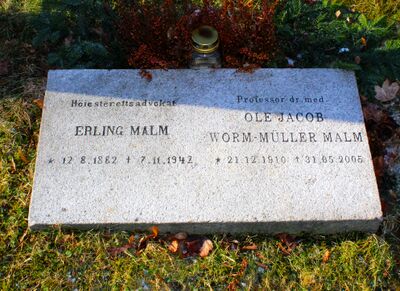 Høiesterettsadvokat
ERLING MALM
* 12.8.1882 † 7.11.1942
Professor dr. med.
OLE JACOB
WORM-MÜLLER MALM
* 21.12.1910 † 31.05.2005